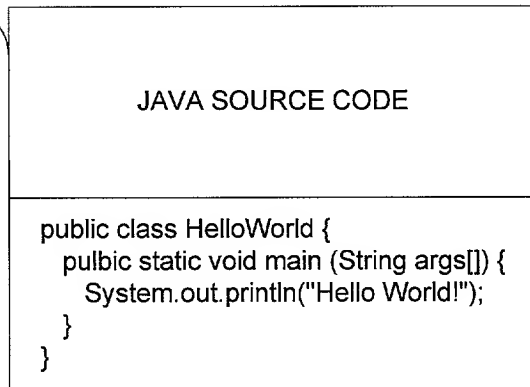 JAVA SOURCE CODE
public class HelloWorld {
pulbic static void main (String args[]) {
System.out.println("Hello World!");
}
}